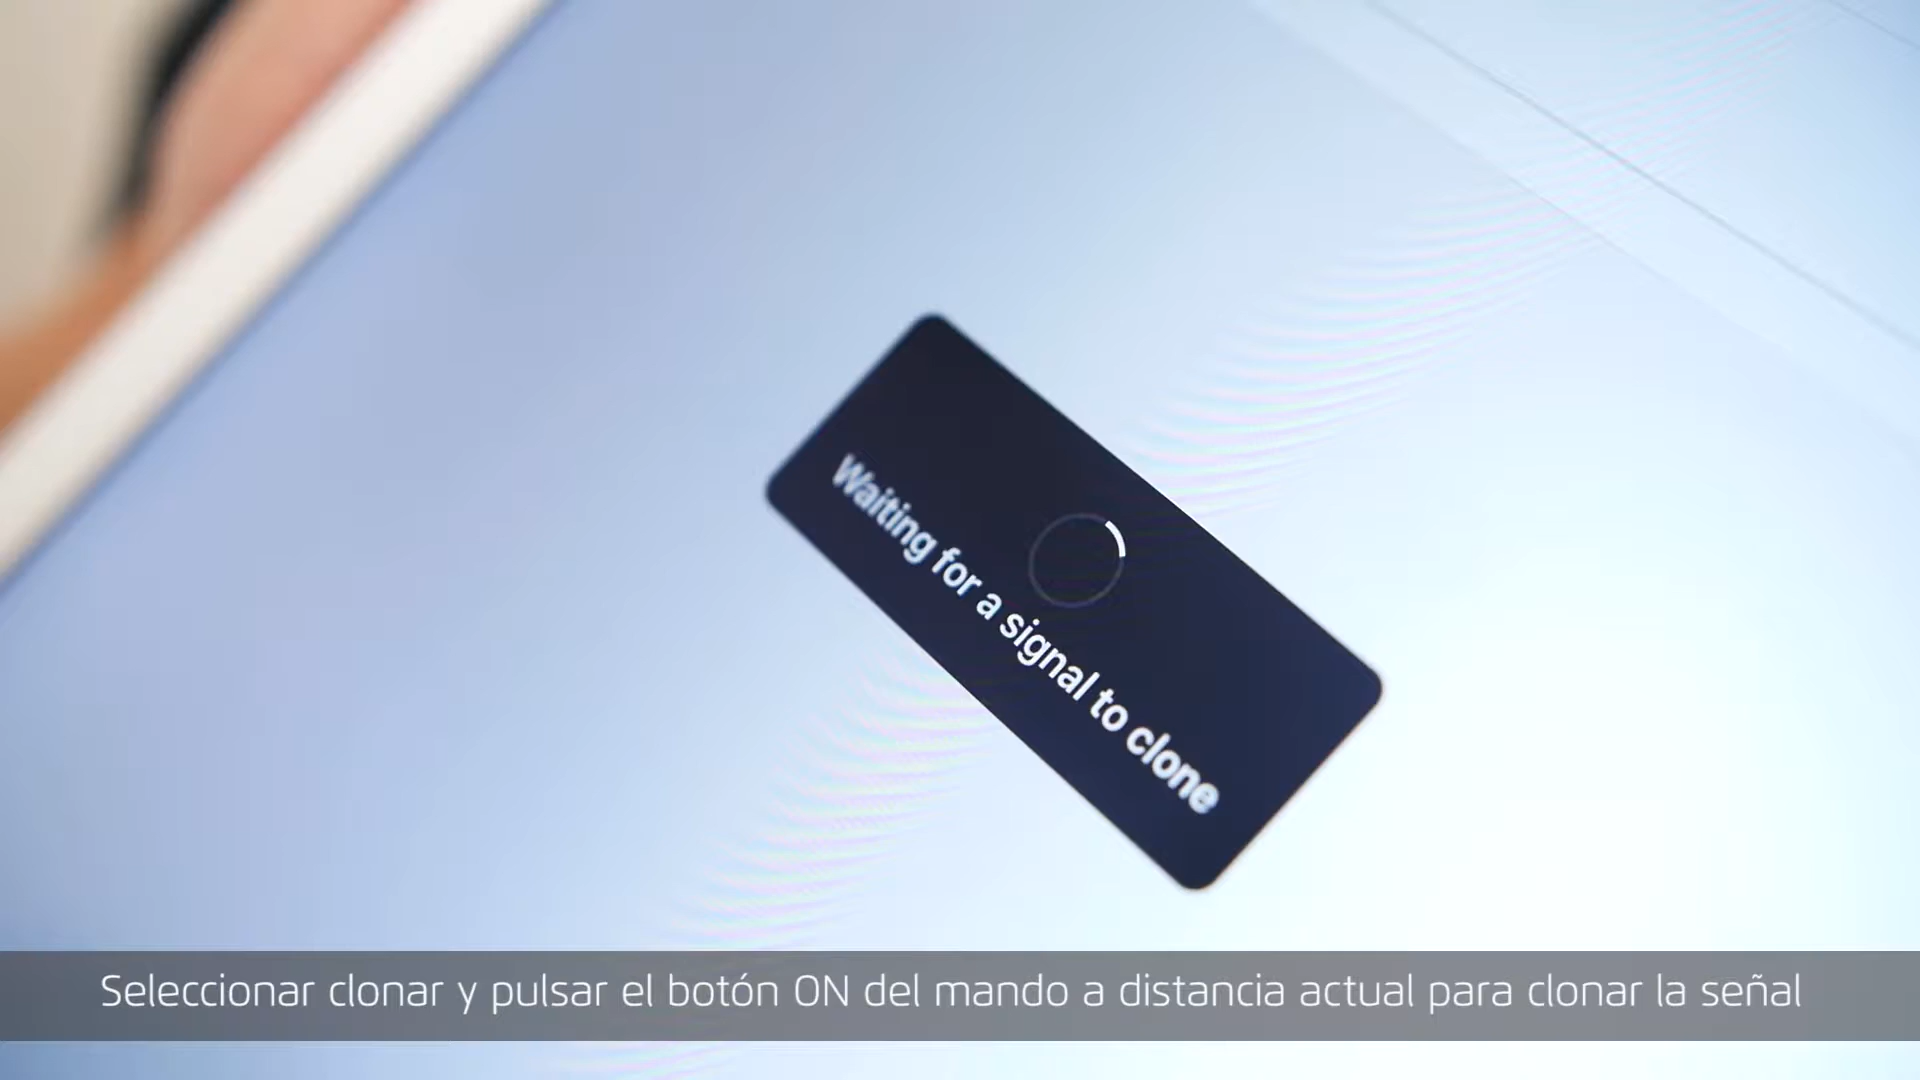 Waiting for a signal to clone
Seleccionar clonar y pulsar el botón ON del mando a distancia actual para clonar la señal